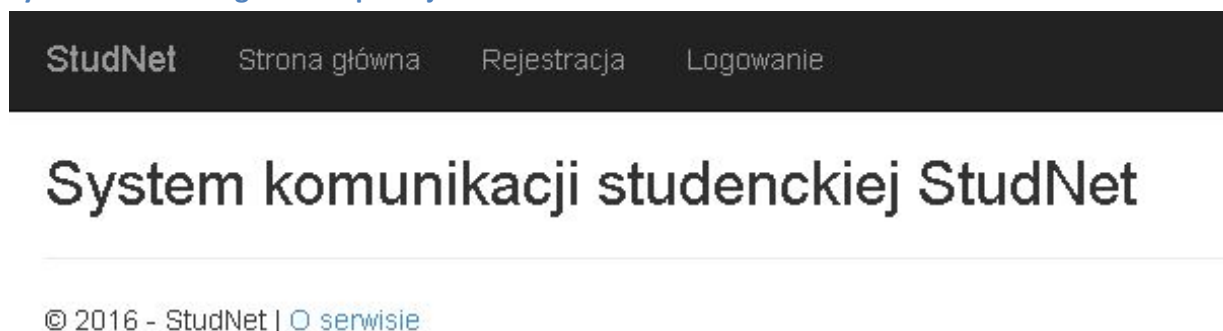 StudNet Strona główna Rejestracja Logowanie
System komunikacji studenckiej StudNet
© 2016 - StudNet | O serwisie